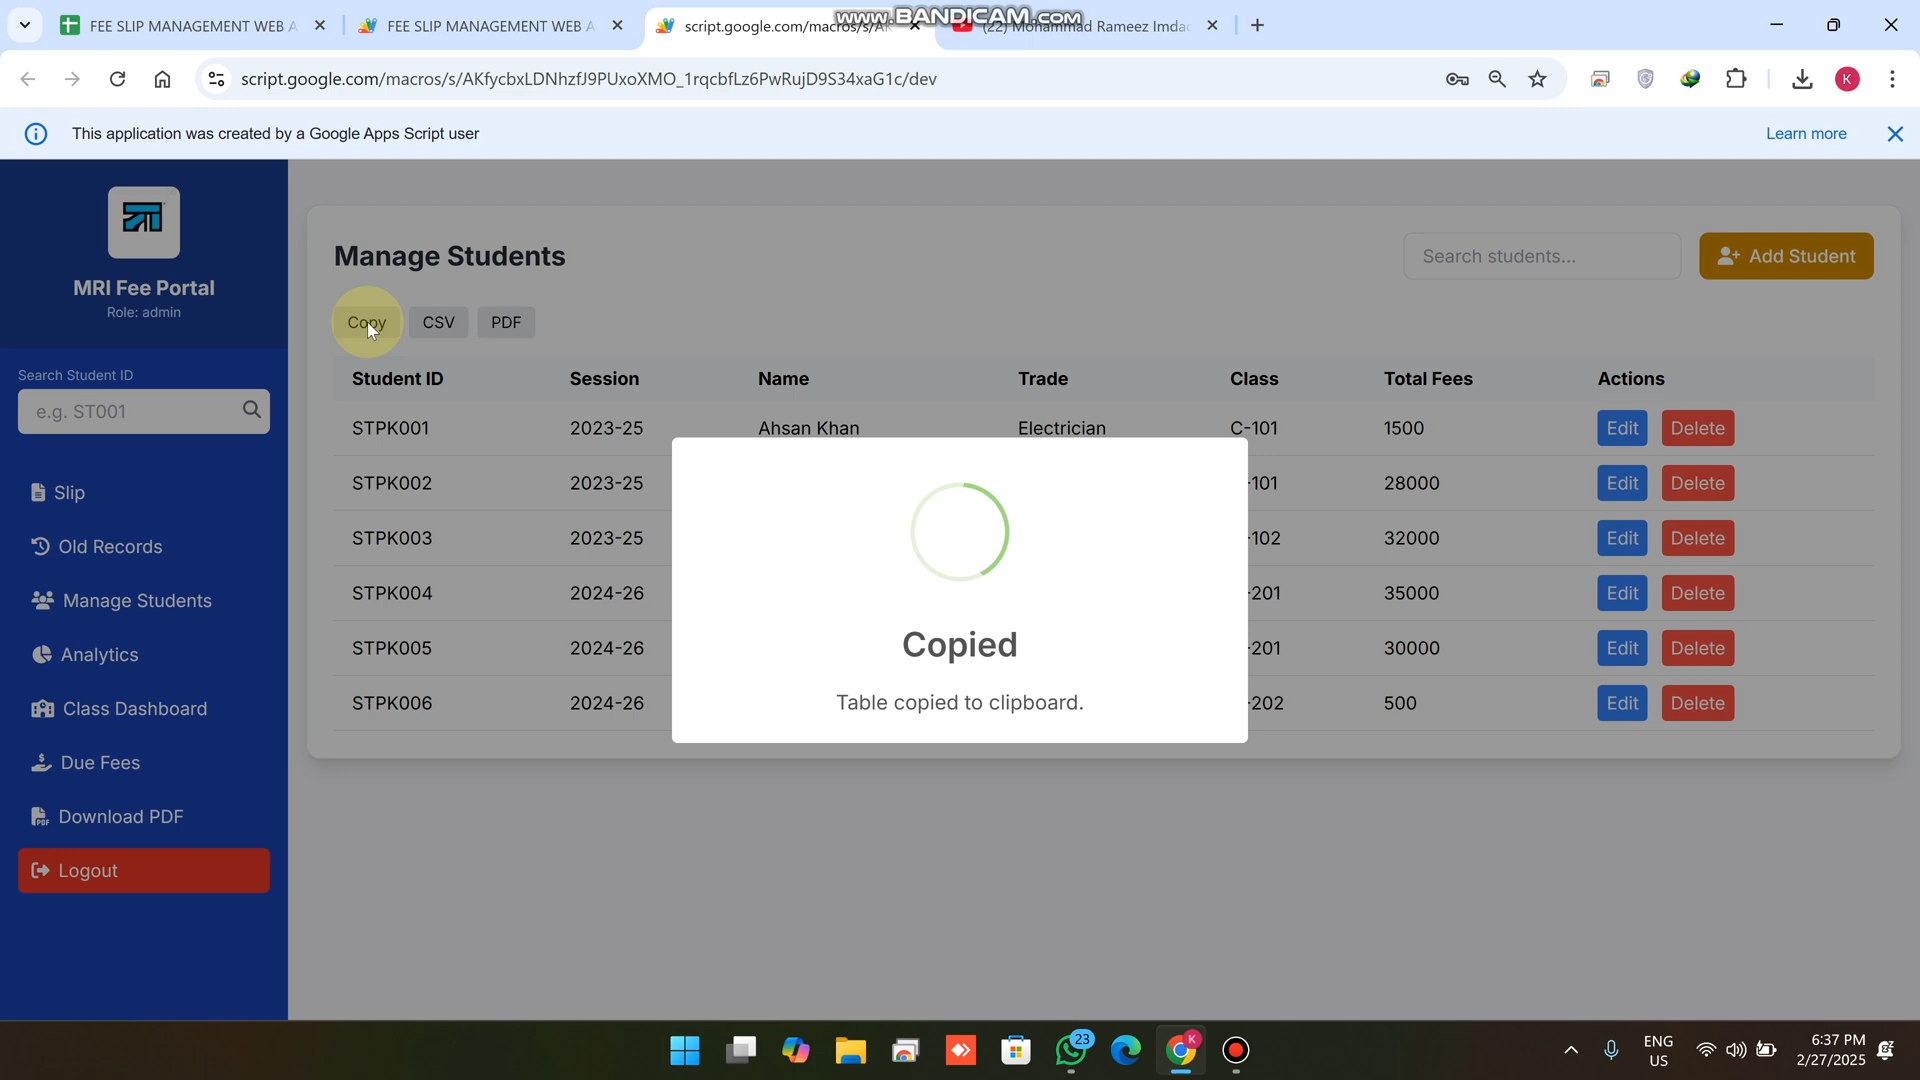 FEE SLIP MANAGEMENT WEB A
FEE SLIP MANAGEMENT WEB A
script.google.com/macros/s/AK
www.BANDICAM.com
(22) Mohammad Rameez Imdad
script.google.com/macros/s/AKfycbxLDNhzfJ9PUxoXMO_1rqcbfLz6PwRujD9S34xaG1c/dev
K
This application was created by a Google Apps Script user
Learn more
MRI Fee Portal
Role: admin
Search Student ID
e.g. ST001
Slip
Old Records
Manage Students
Analytics
Class Dashboard
Due Fees
PDF
Download PDF
Logout
Manage Students
Search students...
Add Student
Copy
CSV
PDF
Student ID Session Name Trade Class Total Fees Actions
STPK001 2023-25 Ahsan Khan Electrician C-101 1500 Edit Delete
STPK002 2023-25 -101 28000 Edit Delete
STPK003 2023-25 -102 32000 Edit Delete
STPK004 2024-26 -201 35000 Edit Delete
STPK005 2024-26 -201 30000 Edit Delete
STPK006 2024-26 -202 500 Edit Delete
Copied
Table copied to clipboard.
23
K
ENG
US
6:37 PM
2/27/2025